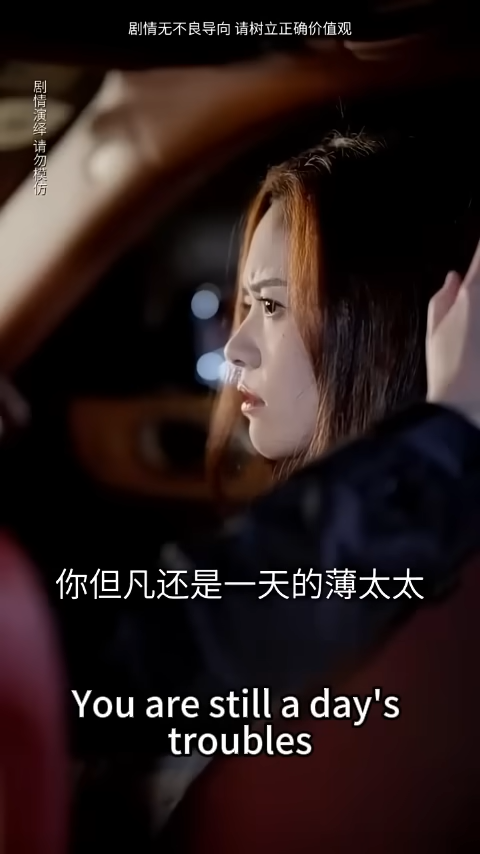 剧情无不良导向 请树立正确价值观
剧情演绎 请勿模仿
你但凡还是一天的薄太太
You are still a day's
troubles